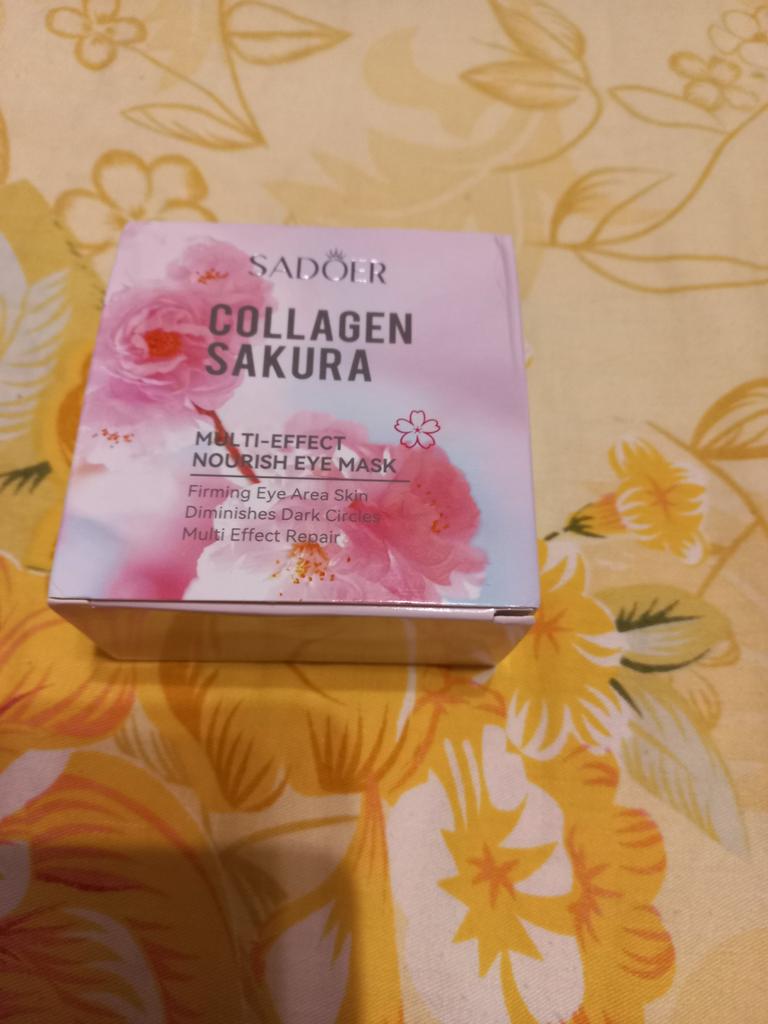 SADOER
COLLAGEN
SAKURA
MULTI-EFFECT
NOURISH EYE MASK
Firming Eye Area Skin
Diminishes Dark Circles
Multi Effect Repair